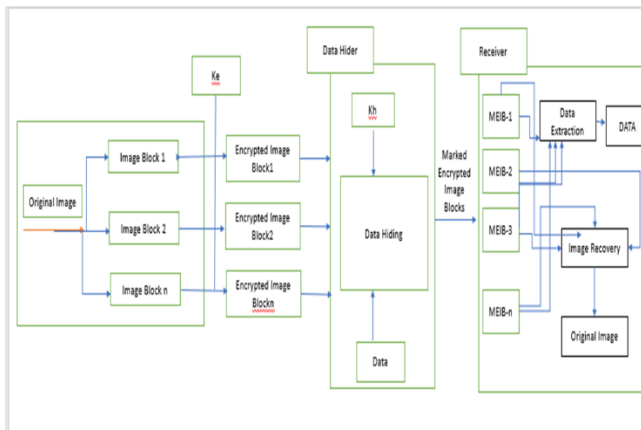 Data Hider
Receiver
Ke
Kh
Original Image
Image Block 1
Image Block 2
Image Block n
Encrypted Image
Block1
Encrypted Image
Block2
Encrypted Image
Blockn
Data Hiding
Data
Marked
Encrypted
Image
Blocks
MEIB-1
MEIB-2
MEIB-3
MEIB-n
Data
Extraction
DATA
Image Recovery
Original Image